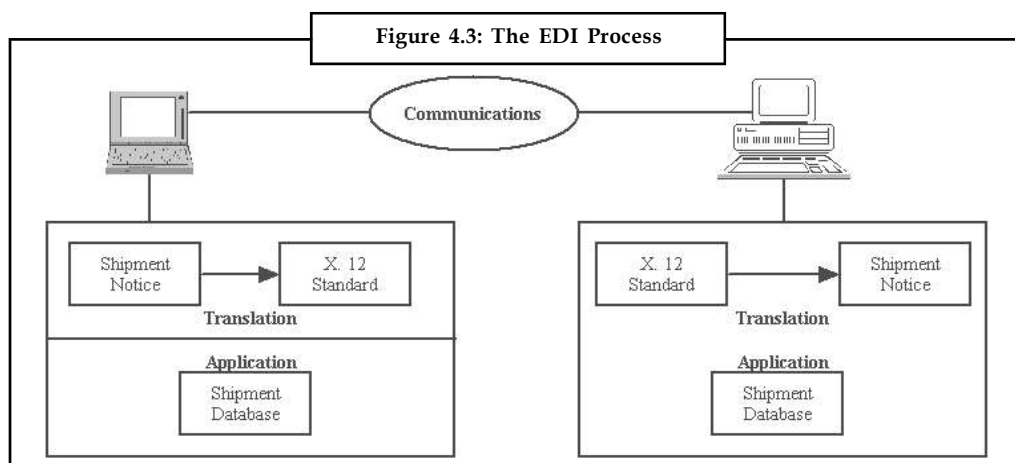 Figure 4.3: The EDI Process
Communications
Shipment
Notice
X. 12
Standard
Translation
Application
Shipment
Database
X. 12
Standard
Shipment
Notice
Translation
Application
Shipment
Database